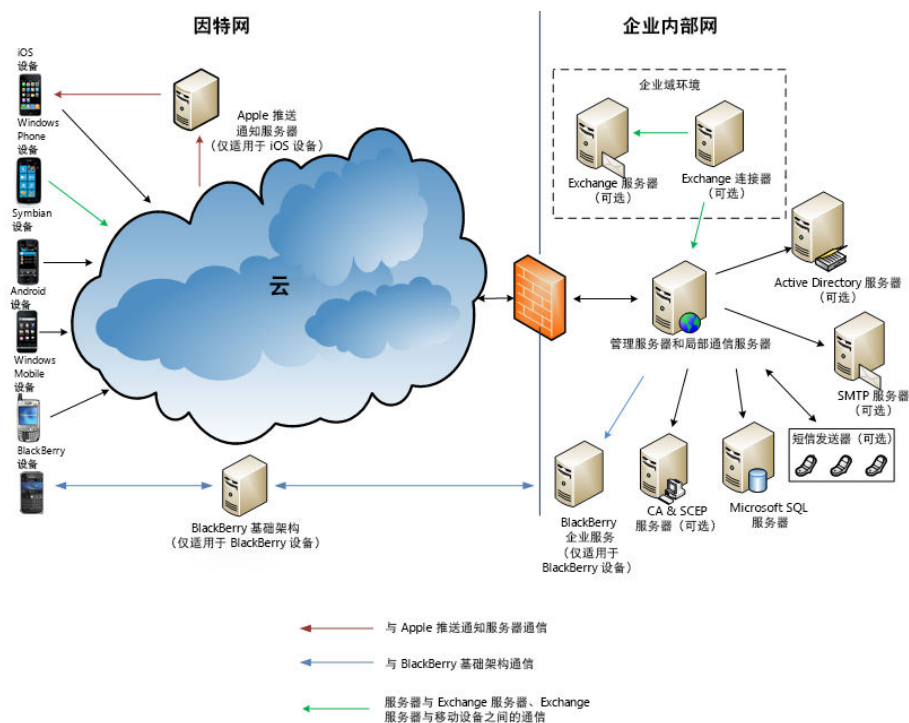 因特网
企业内部网
iOS
设备
Apple 推送
通知服务器
（仅适用于 iOS 设备）
Windows
Phone
设备
Symbian
设备
Android
设备
Windows
Mobile
设备
BlackBerry
设备
云
BlackBerry 基础架构
（仅适用于 BlackBerry 设备）
企业域环境
Exchange 服务器
（可选）
Exchange 连接器
（可选）
Active Directory 服务器
（可选）
管理服务器和局部通信服务器
SMTP 服务器
（可选）
短信发送器（可选）
BlackBerry
企业服务
（仅适用于
BlackBerry 设备）
CA & SCEP
服务器（可选）
Microsoft SQL
服务器
与 Apple 推送通知服务器通信
与 BlackBerry 基础架构通信
服务器与 Exchange 服务器、Exchange
服务器与移动设备之间的通信